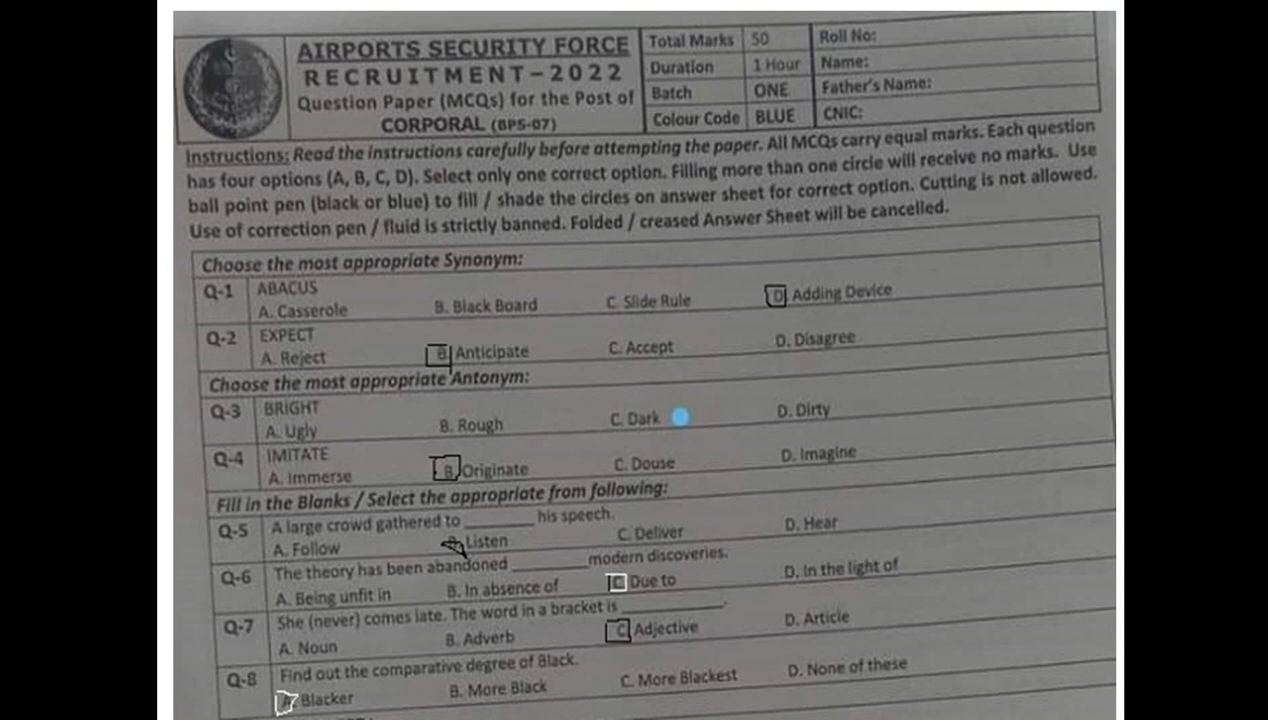 AIRPORTS SECURITY FORCE
RECRUITMENT-2022
Question Paper (MCQs) for the Post of
CORPORAL (BPS-07)
Total Marks 50
Duration 1 Hour
Batch ONE
Colour Code BLUE
Roll No:
Name:
Father's Name:
CNIC:
Instructions: Read the instructions carefully before attempting the paper. All MCQs carry equal marks. Each question
has four options (A, B, C, D). Select only one correct option. Filling more than one circle will receive no marks. Use
ball point pen (black or blue) to fill / shade the circles on answer sheet for correct option. Cutting is not allowed.
Use of correction pen / fluid is strictly banned. Folded / creased Answer Sheet will be cancelled.
Choose the most appropriate Synonym:
Q-1 ABACUS
A. Casserole B. Black Board C. Slide Rule D Adding Device
Q-2 EXPECT
A. Reject B Anticipate C. Accept D. Disagree
Choose the most appropriate Antonym:
Q-3 BRIGHT
A. Ugly B. Rough C. Dark D. Dirty
Q-4 IMITATE
A. Immerse B. Originate C. Douse D. Imagine
Fill in the Blanks / Select the appropriate from following:
Q-5 A large crowd gathered to ________ his speech.
A. Follow B. Listen C. Deliver D. Hear
Q-6 The theory has been abandoned ________ modern discoveries.
A. Being unfit in B. In absence of C Due to D. In the light of
Q-7 She (never) comes late. The word in a bracket is ___________.
A. Noun B. Adverb C Adjective D. Article
Q-8 Find out the comparative degree of Black.
A. Blacker B. More Black C. More Blackest D. None of these